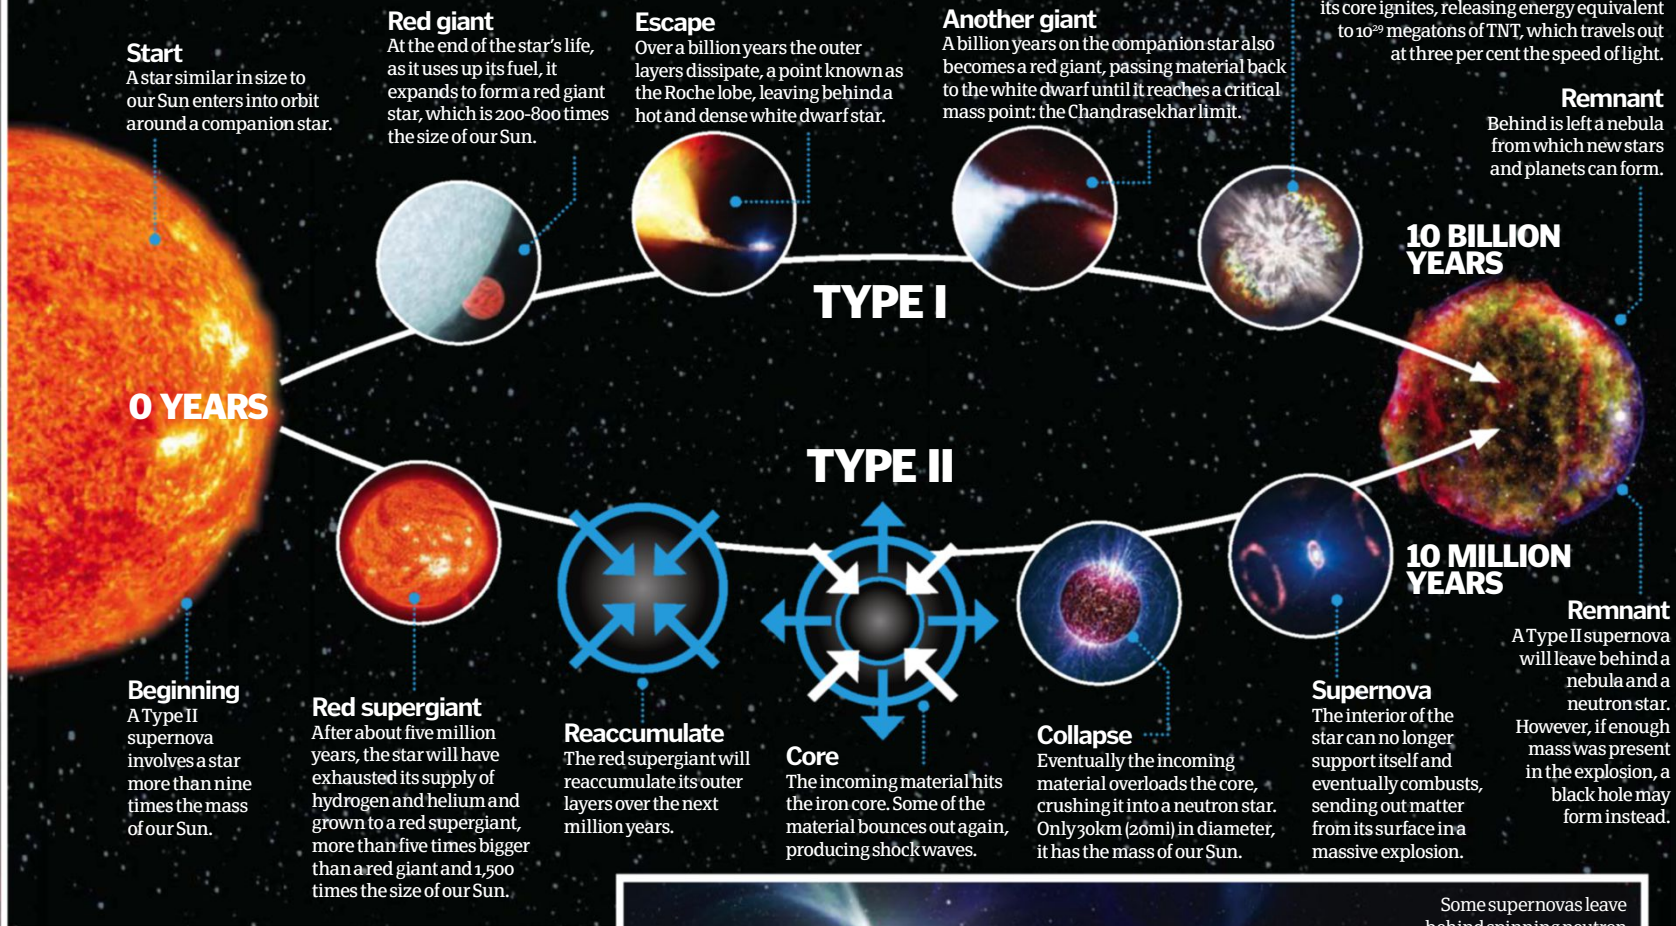 Start
A star similar in size to
our Sun enters into orbit
around a companion star.
Red giant
At the end of the star's life,
as it uses up its fuel, it
expands to form a red giant
star, which is 200-800 times
the size of our Sun.
Escape
Over a billion years the outer
layers dissipate, a point known as
the Roche lobe, leaving behind a
hot and dense white dwarf star.
Another giant
A billion years on the companion star also
becomes a red giant, passing material back
to the white dwarf until it reaches a critical
mass point: the Chandrasekhar limit.
its core ignites, releasing energy equivalent
to 10²⁹ megatons of TNT, which travels out
at three per cent the speed of light.
Remnant
Behind is left a nebula
from which new stars
and planets can form.
10 BILLION
YEARS
TYPE I
0 YEARS
TYPE II
10 MILLION
YEARS
Beginning
A Type II
supernova
involves a star
more than nine
times the mass
of our Sun.
Red supergiant
After about five million
years, the star will have
exhausted its supply of
hydrogen and helium and
grown to a red supergiant,
more than five times bigger
than a red giant and 1,500
times the size of our Sun.
Reaccumulate
The red supergiant will
reaccumulate its outer
layers over the next
million years.
Core
The incoming material hits
the iron core. Some of the
material bounces out again,
producing shock waves.
Collapse
Eventually the incoming
material overloads the core,
crushing it into a neutron star.
Only 30km (20mi) in diameter,
it has the mass of our Sun.
Supernova
The interior of the
star can no longer
support itself and
eventually combusts,
sending out matter
from its surface in a
massive explosion.
Remnant
A Type II supernova
will leave behind a
nebula and a
neutron star.
However, if enough
mass was present
in the explosion, a
black hole may
form instead.
Some supernovas leave
behind spinning neutron